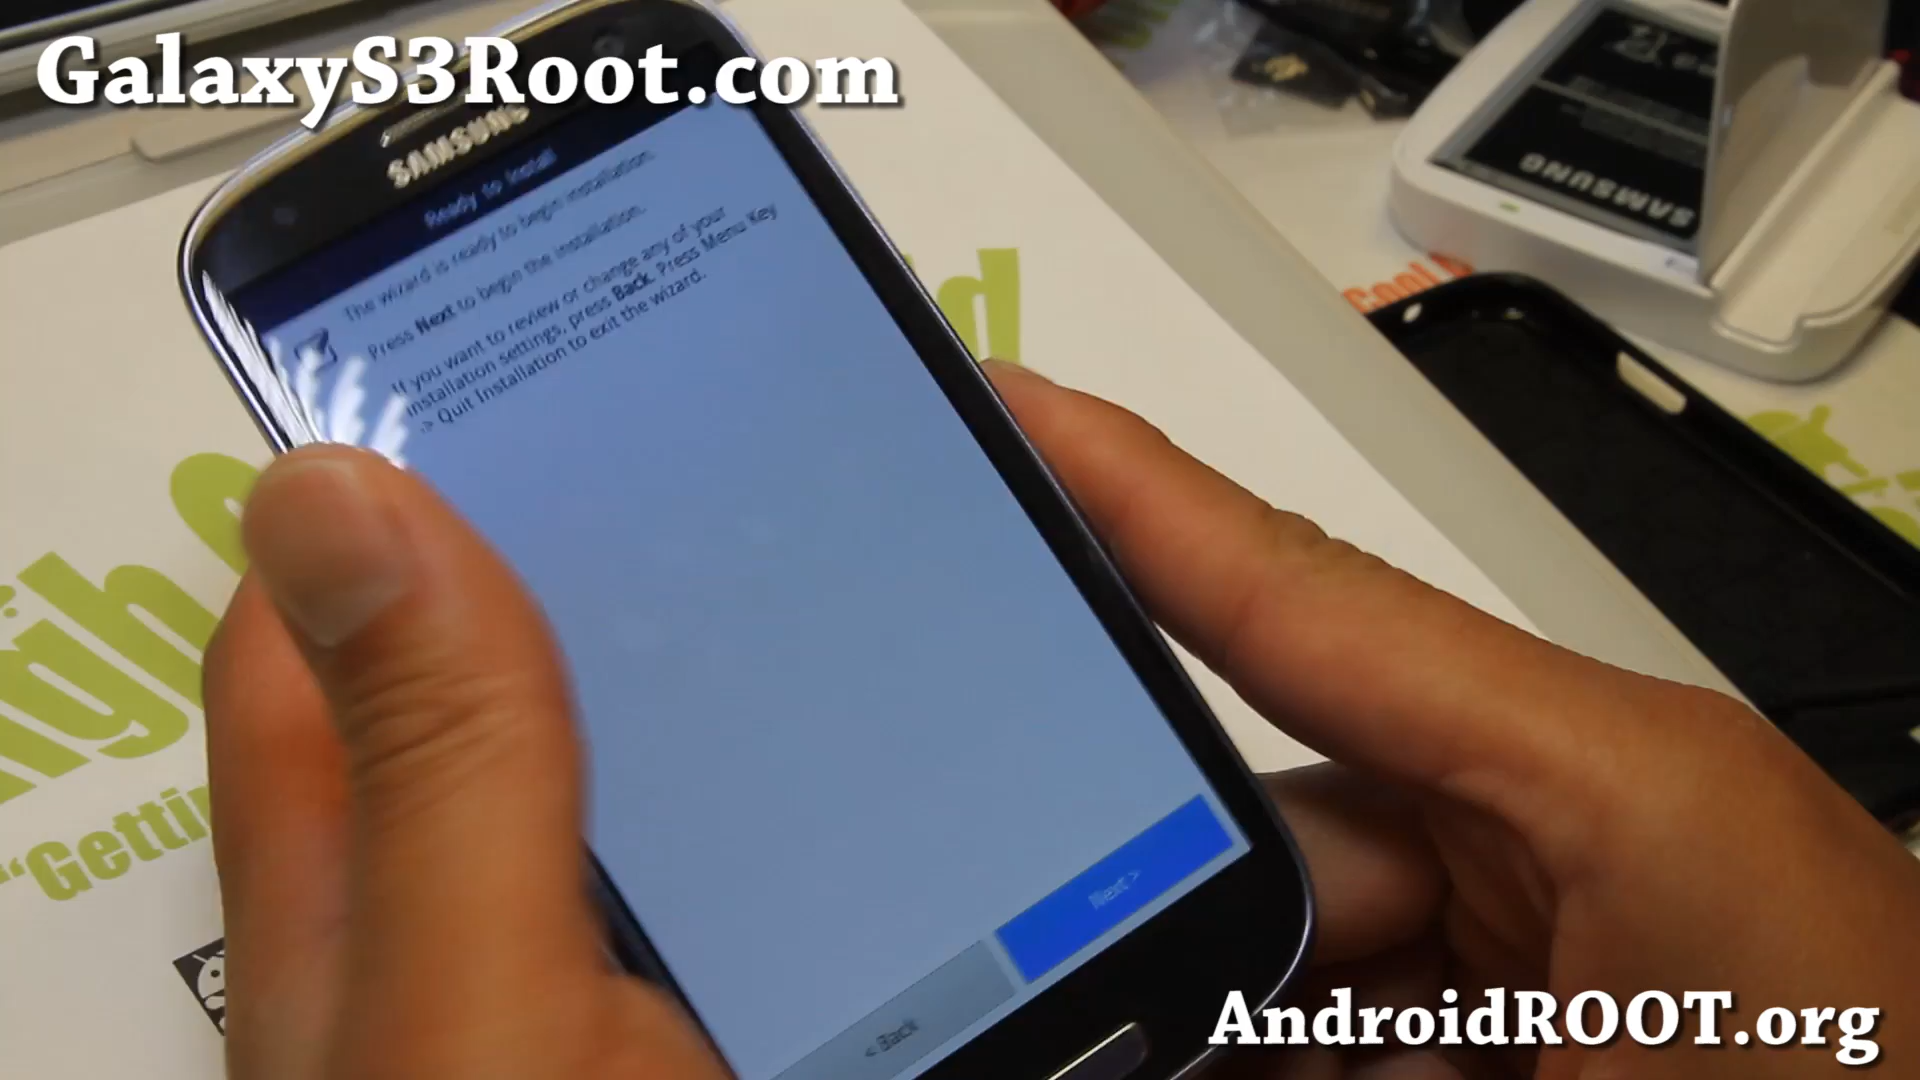 GalaxyS3Root.com
SAMSUNG
Ready to Install
The wizard is ready to begin installation.
Press Next to begin the installation.
If you want to review or change any of your
installation settings, press Back. Press Menu Key
-> Quit Installation to exit the wizard.
Next >
< Back
SAMSUNG
igh
"Getti
AndroidROOT.org